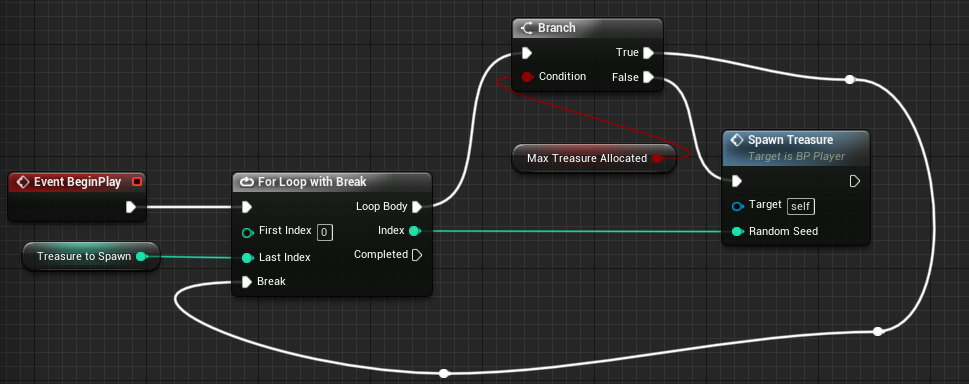 Branch
True
Condition
False
Spawn Treasure
Target is BP Player
Max Treasure Allocated
Target self
Random Seed
Event BeginPlay
For Loop with Break
Loop Body
First Index 0
Index
Treasure to Spawn
Last Index
Completed
Break